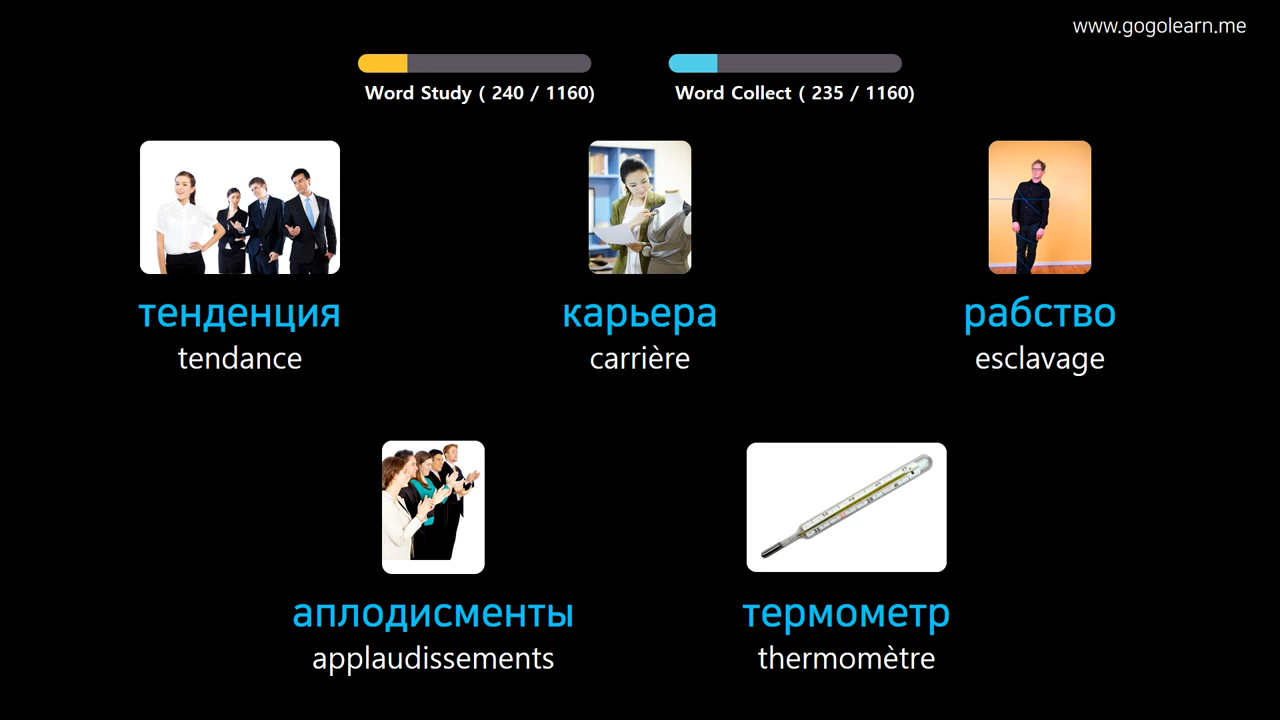 www.gogolearn.me
Word Study ( 240 / 1160)
Word Collect ( 235 / 1160)
тенденция
tendance
карьера
carrière
рабство
esclavage
аплодисменты
applaudissements
термометр
thermomètre